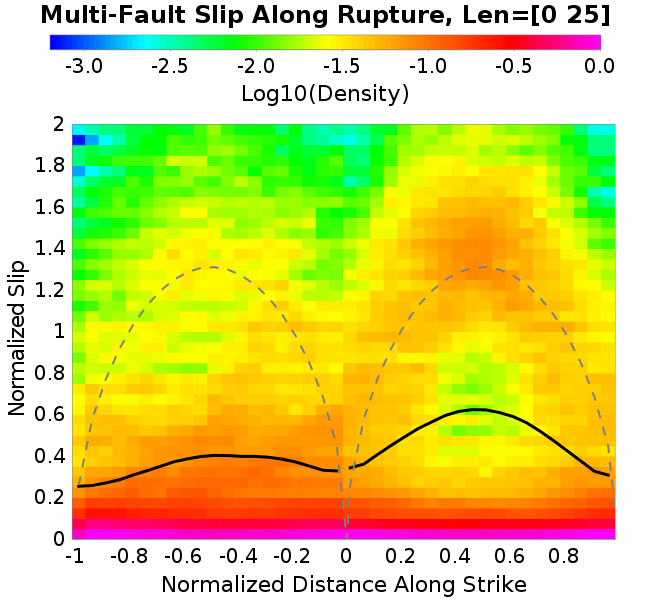 Multi-Fault Slip Along Rupture, Len=[0 25]
-3.0 -2.5 -2.0 -1.5 -1.0 -0.5 0.0
Log10(Density)
Normalized Slip
2
1.8
1.6
1.4
1.2
1
0.8
0.6
0.4
0.2
0
-1 -0.8 -0.6 -0.4 -0.2 0 0.2 0.4 0.6 0.8
Normalized Distance Along Strike